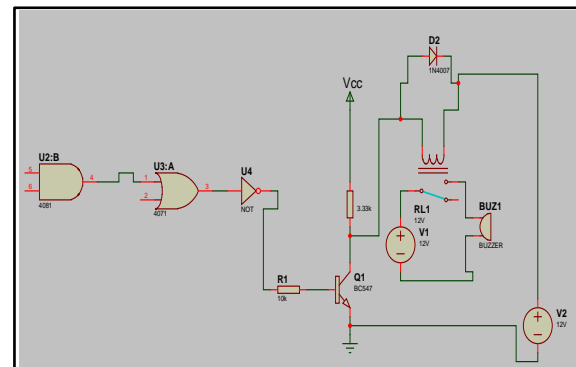 D2
1N4007
Vcc
U2:B
5
6
4
4081
U3:A
1
2
3
4071
U4
NOT
3.33k
RL1
12V
V1
12V
BUZ1
BUZZER
R1
10k
Q1
BC547
V2
12V